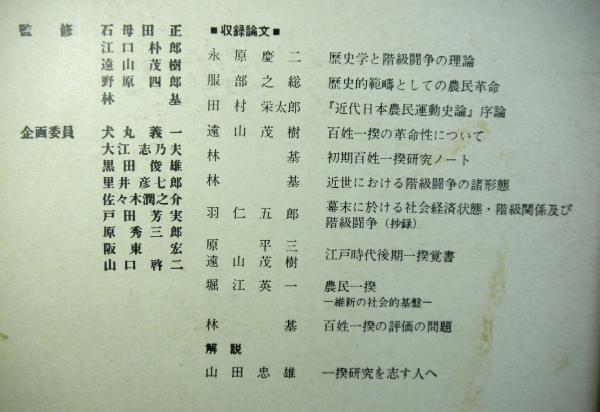 監修 石母田正
江口朴郎
遠山茂樹
野原四郎
林基
企画委員 犬丸義一
大江志乃夫
黒田俊雄
里井彦七郎
佐々木潤之介
戸田芳実
原秀三郎
阪東宏
山口啓二
■収録論文■
永原慶二 歴史学と階級闘争の理論
服部之総 歴史的範疇としての農民革命
田村栄太郎 『近代日本農民運動史論』序論
遠山茂樹 百姓一揆の革命性について
林基 初期百姓一揆研究ノート
林基 近世における階級闘争の諸形態
羽仁五郎 幕末に於ける社会経済状態・階級関係及び
階級闘争(抄録)
原平三
遠山茂樹 江戸時代後期一揆覚書
堀江英一 農民一揆
—維新の社会的基盤—
林基 百姓一揆の評価の問題
解説
山田忠雄 一揆研究を志す人へ